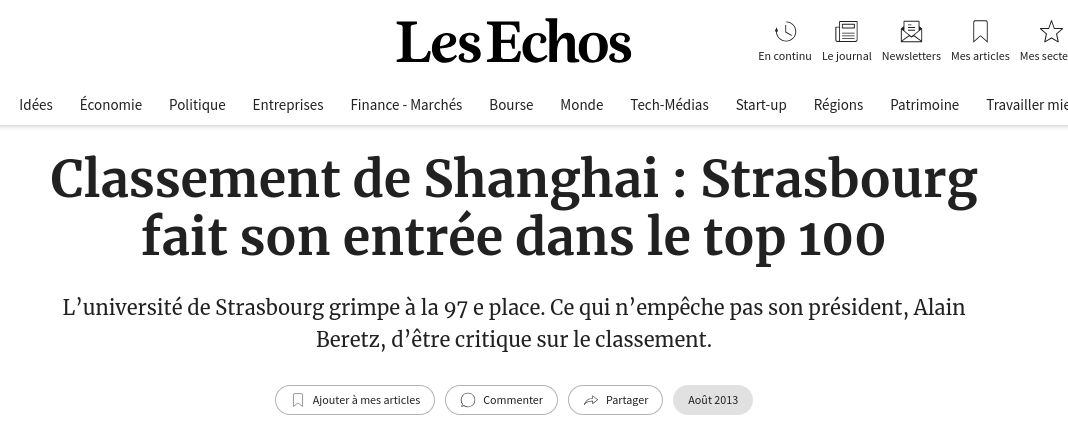 Les Echos
En continu Le journal Newsletters Mes articles Mes secte
Idées Économie Politique Entreprises Finance - Marchés Bourse Monde Tech-Médias Start-up Régions Patrimoine Travailler mie
Classement de Shanghai : Strasbourg
fait son entrée dans le top 100
L’université de Strasbourg grimpe à la 97 e place. Ce qui n’empêche pas son président, Alain
Beretz, d’être critique sur le classement.
Ajouter à mes articles Commenter Partager Août 2013